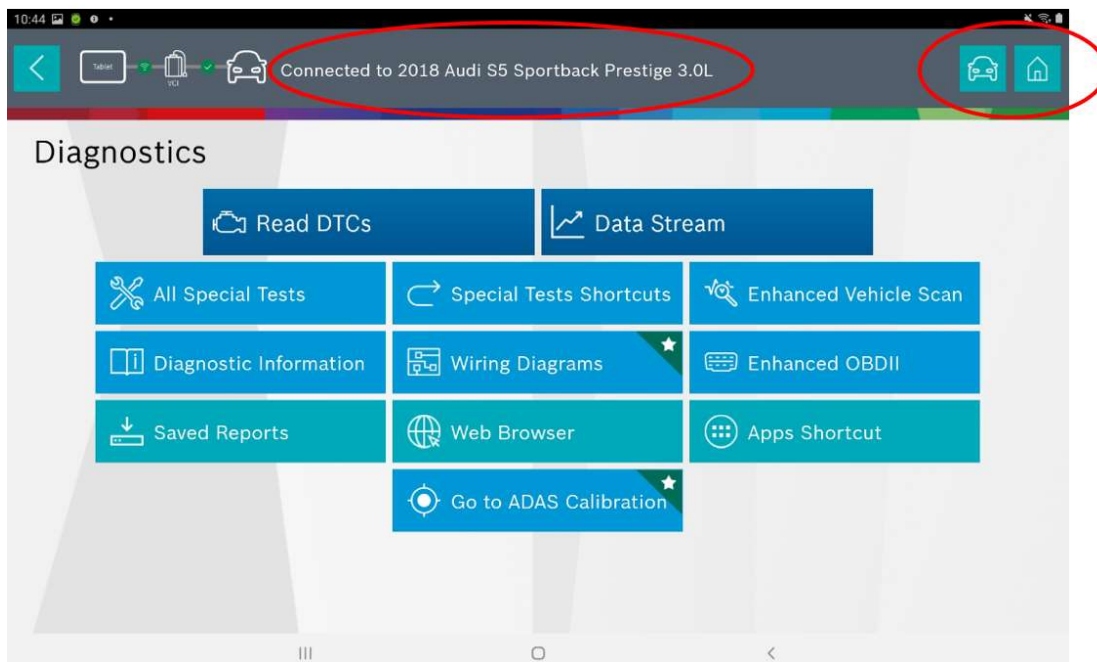 10:44
Tablet
VCI
Connected to 2018 Audi S5 Sportback Prestige 3.0L
Diagnostics
Read DTCs
Data Stream
All Special Tests
Special Tests Shortcuts
Enhanced Vehicle Scan
Diagnostic Information
Wiring Diagrams
Enhanced OBDII
Saved Reports
Web Browser
Apps Shortcut
Go to ADAS Calibration